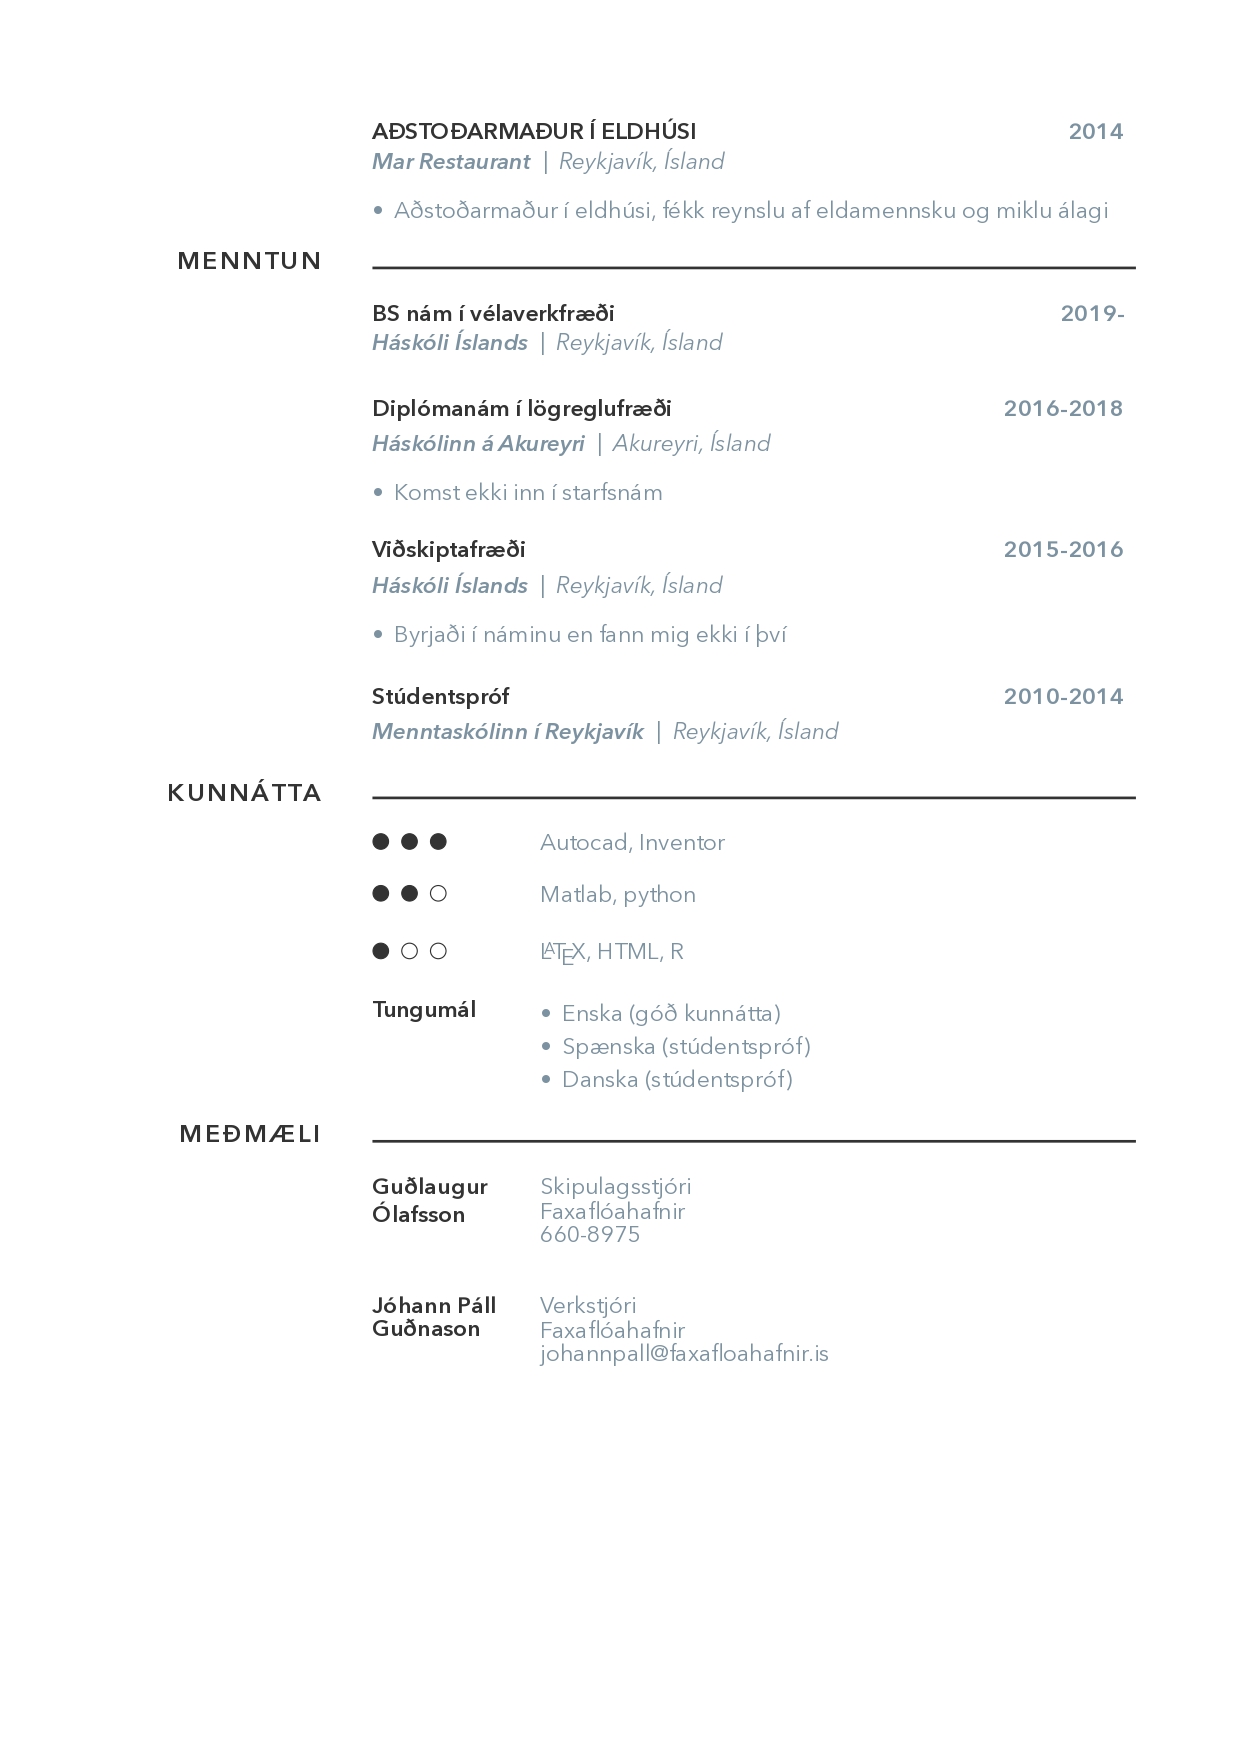 AÐSTOÐARMAÐUR Í ELDHÚSI 2014
Mar Restaurant | Reykjavík, Ísland
• Aðstoðarmaður í eldhúsi, fékk reynslu af eldamennsku og miklu álagi
MENNTUN
BS nám í vélaverkfræði 2019-
Háskóli Íslands | Reykjavík, Ísland
Diplómanám í lögreglufræði 2016-2018
Háskólinn á Akureyri | Akureyri, Ísland
• Komst ekki inn í starfsnám
Viðskiptafræði 2015-2016
Háskóli Íslands | Reykjavík, Ísland
• Byrjaði í náminu en fann mig ekki í því
Stúdentspróf 2010-2014
Menntaskólinn í Reykjavík | Reykjavík, Ísland
KUNNÁTTA
Autocad, Inventor
Matlab, python
LATEX, HTML, R
Tungumál
• Enska (góð kunnátta)
• Spænska (stúdentspróf)
• Danska (stúdentspróf)
MEÐMÆLI
Guðlaugur
Ólafsson
Skipulagsstjóri
Faxaflóahafnir
660-8975
Jóhann Páll
Guðnason
Verkstjóri
Faxaflóahafnir
johannpall@faxafloahafnir.is